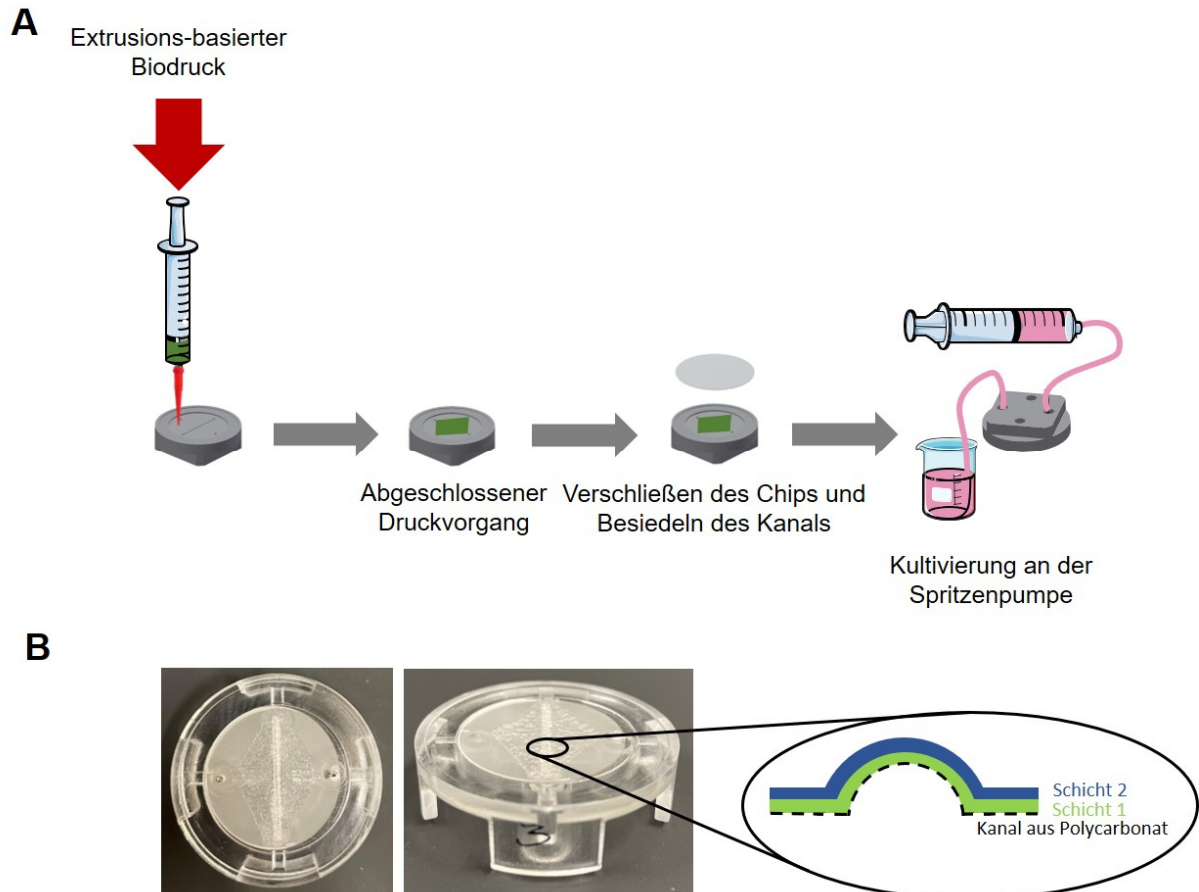 A
Extrusions-basierter
Biodruck
Abgeschlossener
Druckvorgang
Verschließen des Chips und
Besiedeln des Kanals
Kultivierung an der
Spritzenpumpe
B
Schicht 2
Schicht 1
Kanal aus Polycarbonat